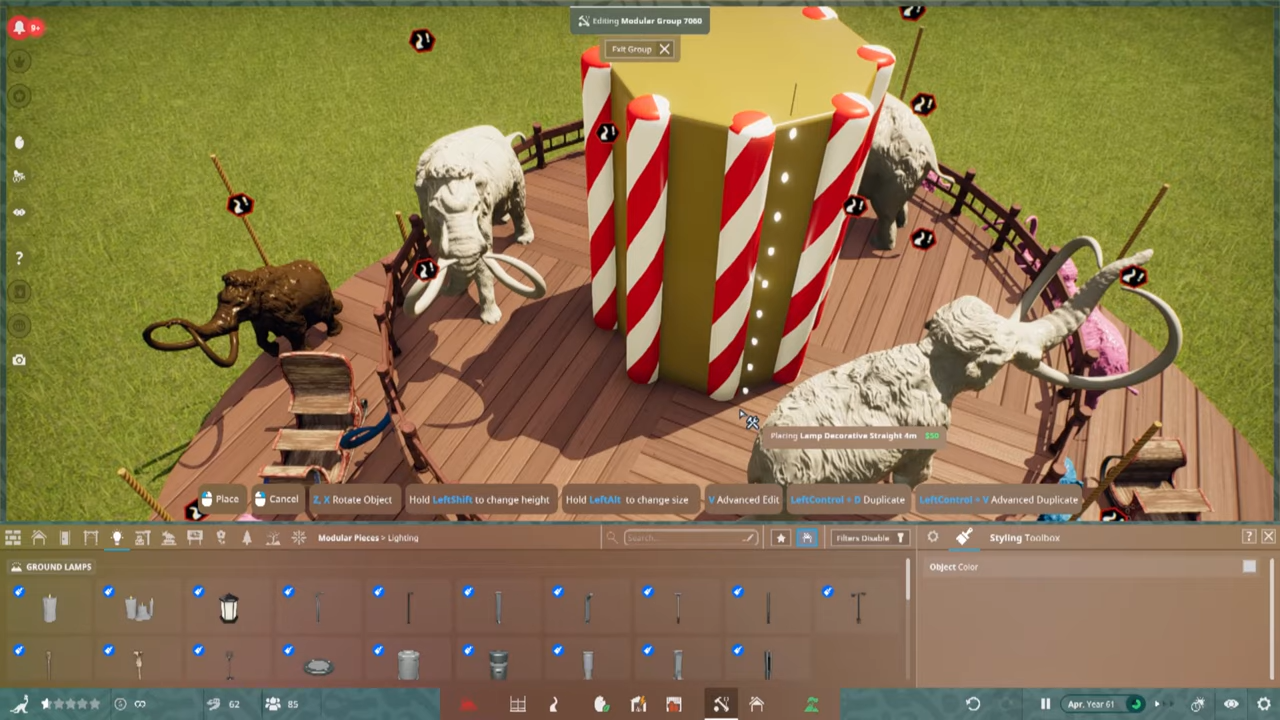 Editing Modular Group 7060
9+
Exit Group
Placing Lamp Decorative Straight 4m $50
Place
Cancel
Z, X Rotate Object
Hold LeftShift to change height
Hold LeftAlt to change size
V Advanced Edit
LeftControl + D Duplicate
LeftControl + V Advanced Duplicate
Modular Pieces > Lighting
Search...
Filters Disable
Styling Toolbox
?
GROUND LAMPS
Object Color
62
85
Apr. Year 61